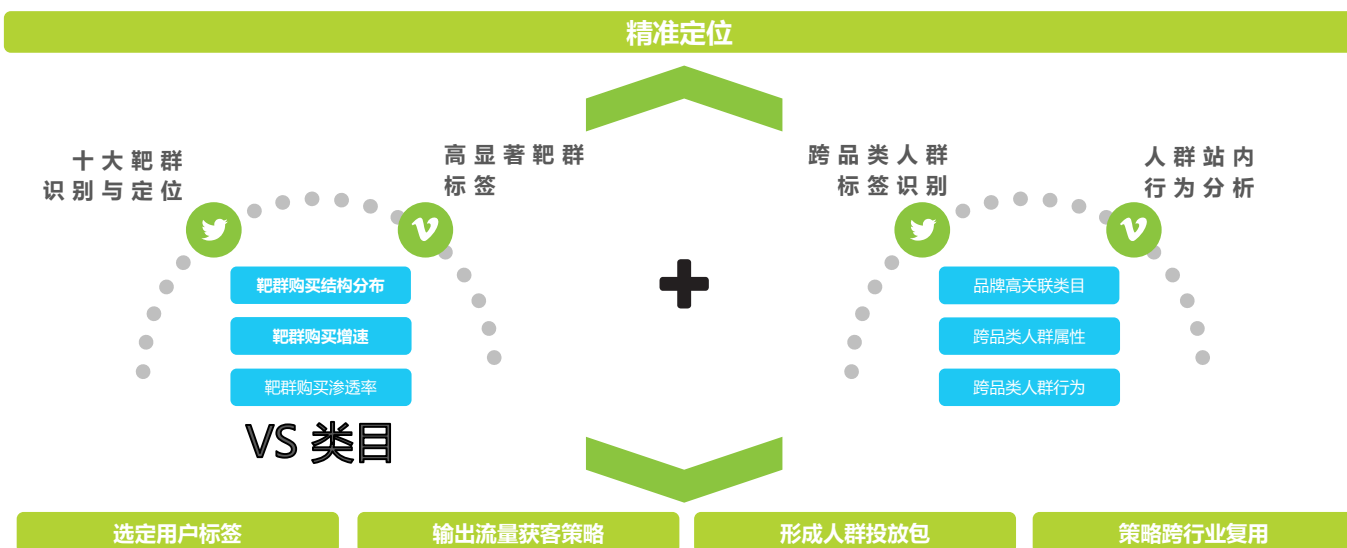 精准定位
十大靶群
识别与定位
高显著靶群
标签
靶群购买结构分布
靶群购买增速
靶群购买渗透率
VS 类目
跨品类人群
标签识别
人群站内
行为分析
品牌高关联类目
跨品类人群属性
跨品类人群行为
选定用户标签
输出流量获客策略
形成人群投放包
策略跨行业复用